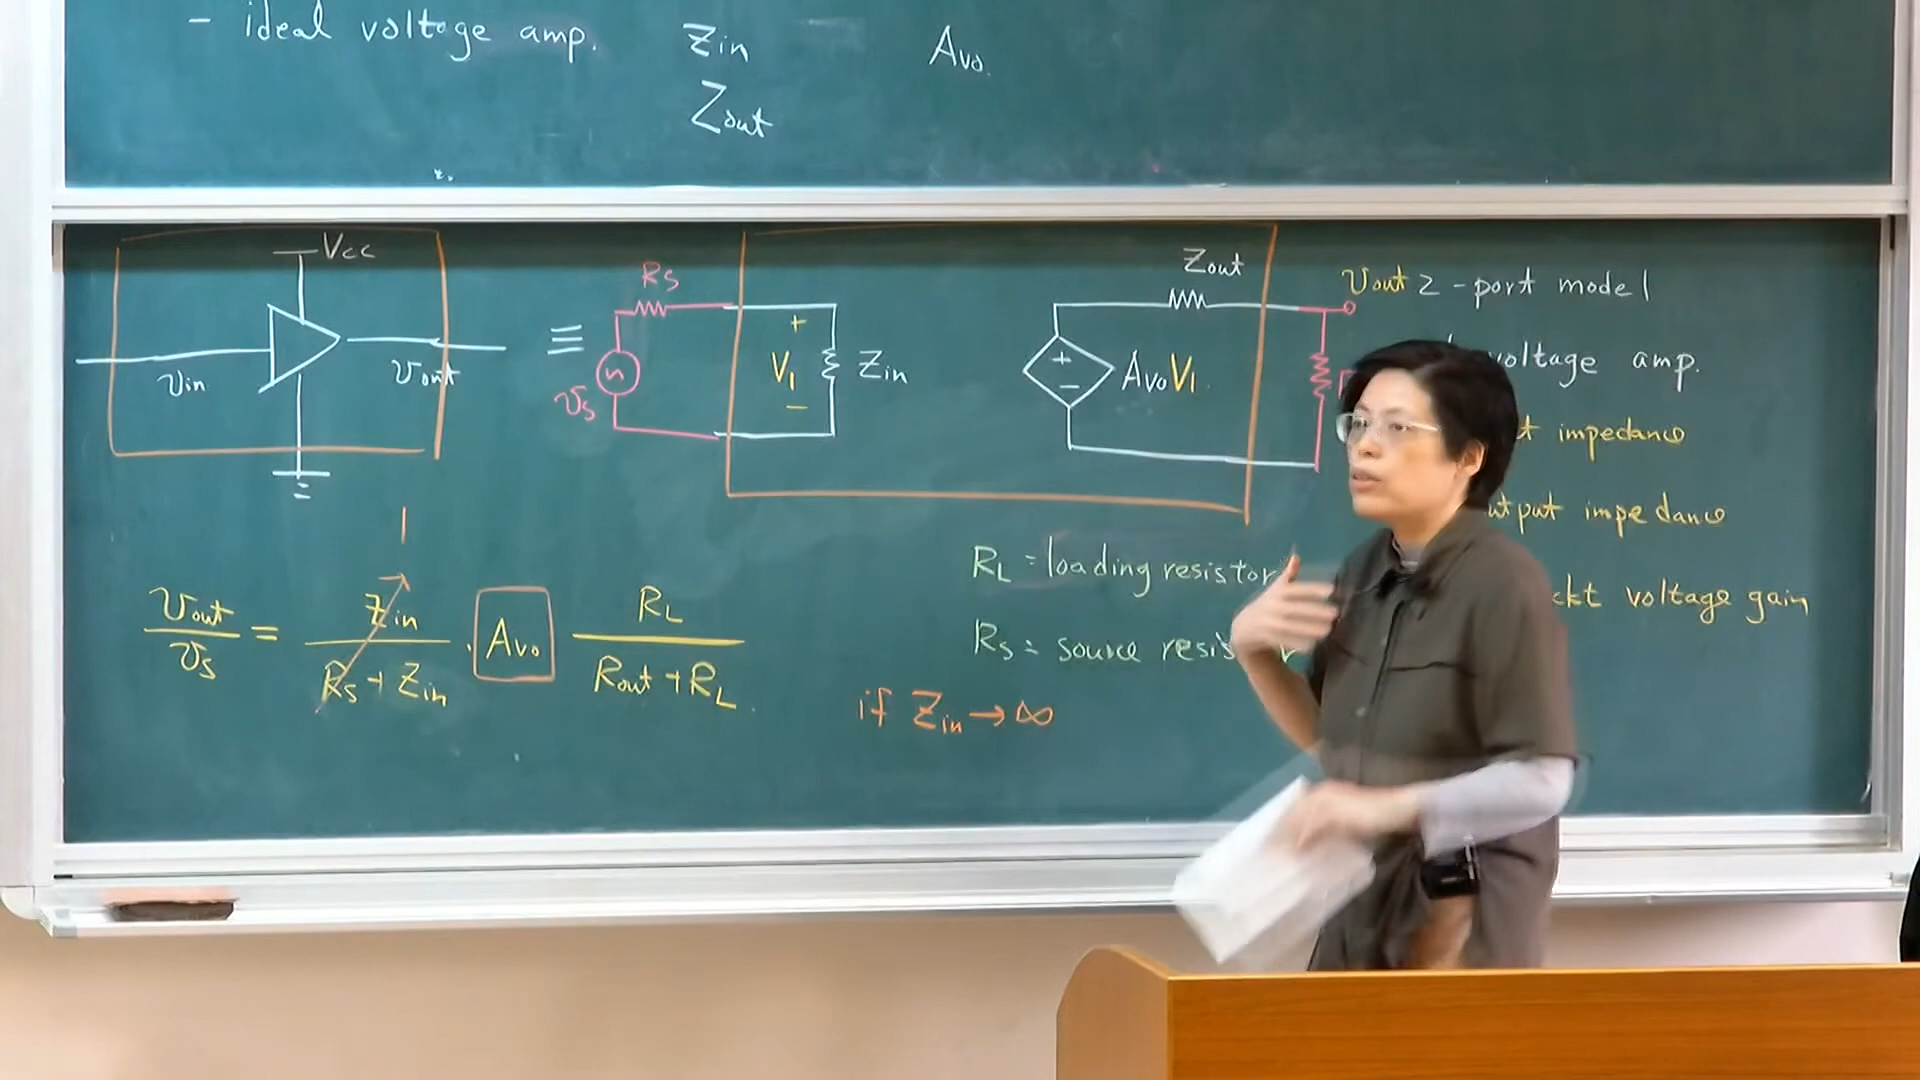 - ideal voltage amp. Zin Avo.
Zout
Vcc
vin
vout
≡
Rs
vs
+
V1
-
Zin
+
-
AvoV1.
Zout
vout
2-port model
voltage amp.
impedance
output impedance
ckt voltage gain
RL = loading resistor
Rs = source
if Zin → ∞
1
vout/vs = Zin/(Rs + Zin) · Avo RL/(Rout + RL)